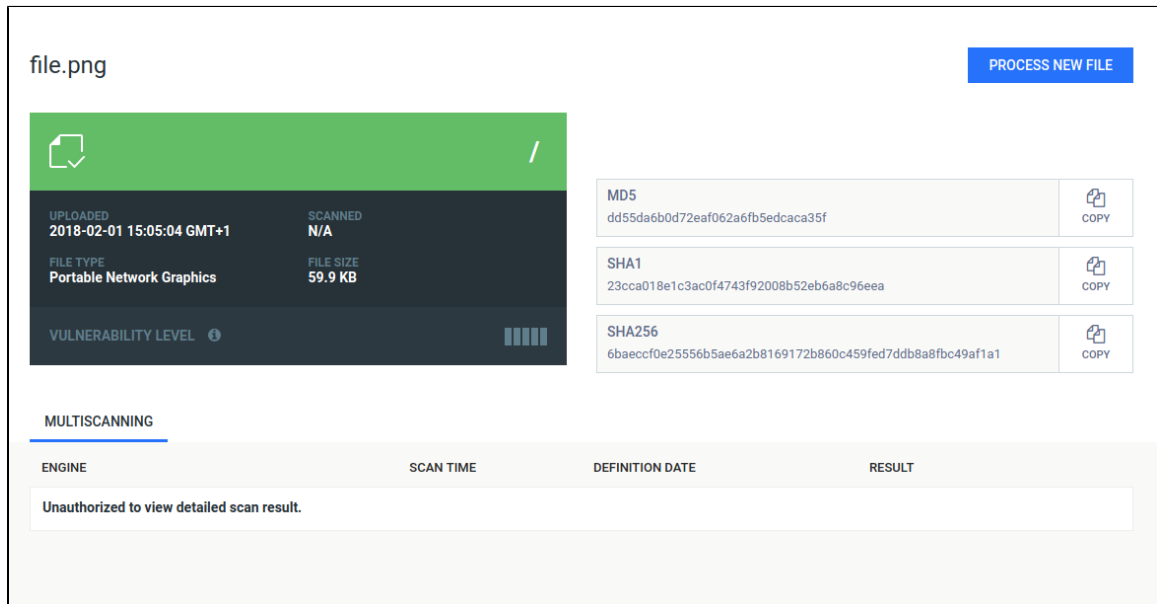 file.png
PROCESS NEW FILE
/
UPLOADED SCANNED
2018-02-01 15:05:04 GMT+1 N/A
FILE TYPE FILE SIZE
Portable Network Graphics 59.9 KB
VULNERABILITY LEVEL i
MD5
dd55da6b0d72eaf062a6fb5edcaca35f
COPY
SHA1
23cca018e1c3ac0f4743f92008b52eb6a8c96eea
COPY
SHA256
6baeccf0e25556b5ae6a2b8169172b860c459fed7ddb8a8fbc49af1a1
COPY
MULTISCANNING
ENGINE SCAN TIME DEFINITION DATE RESULT
Unauthorized to view detailed scan result.